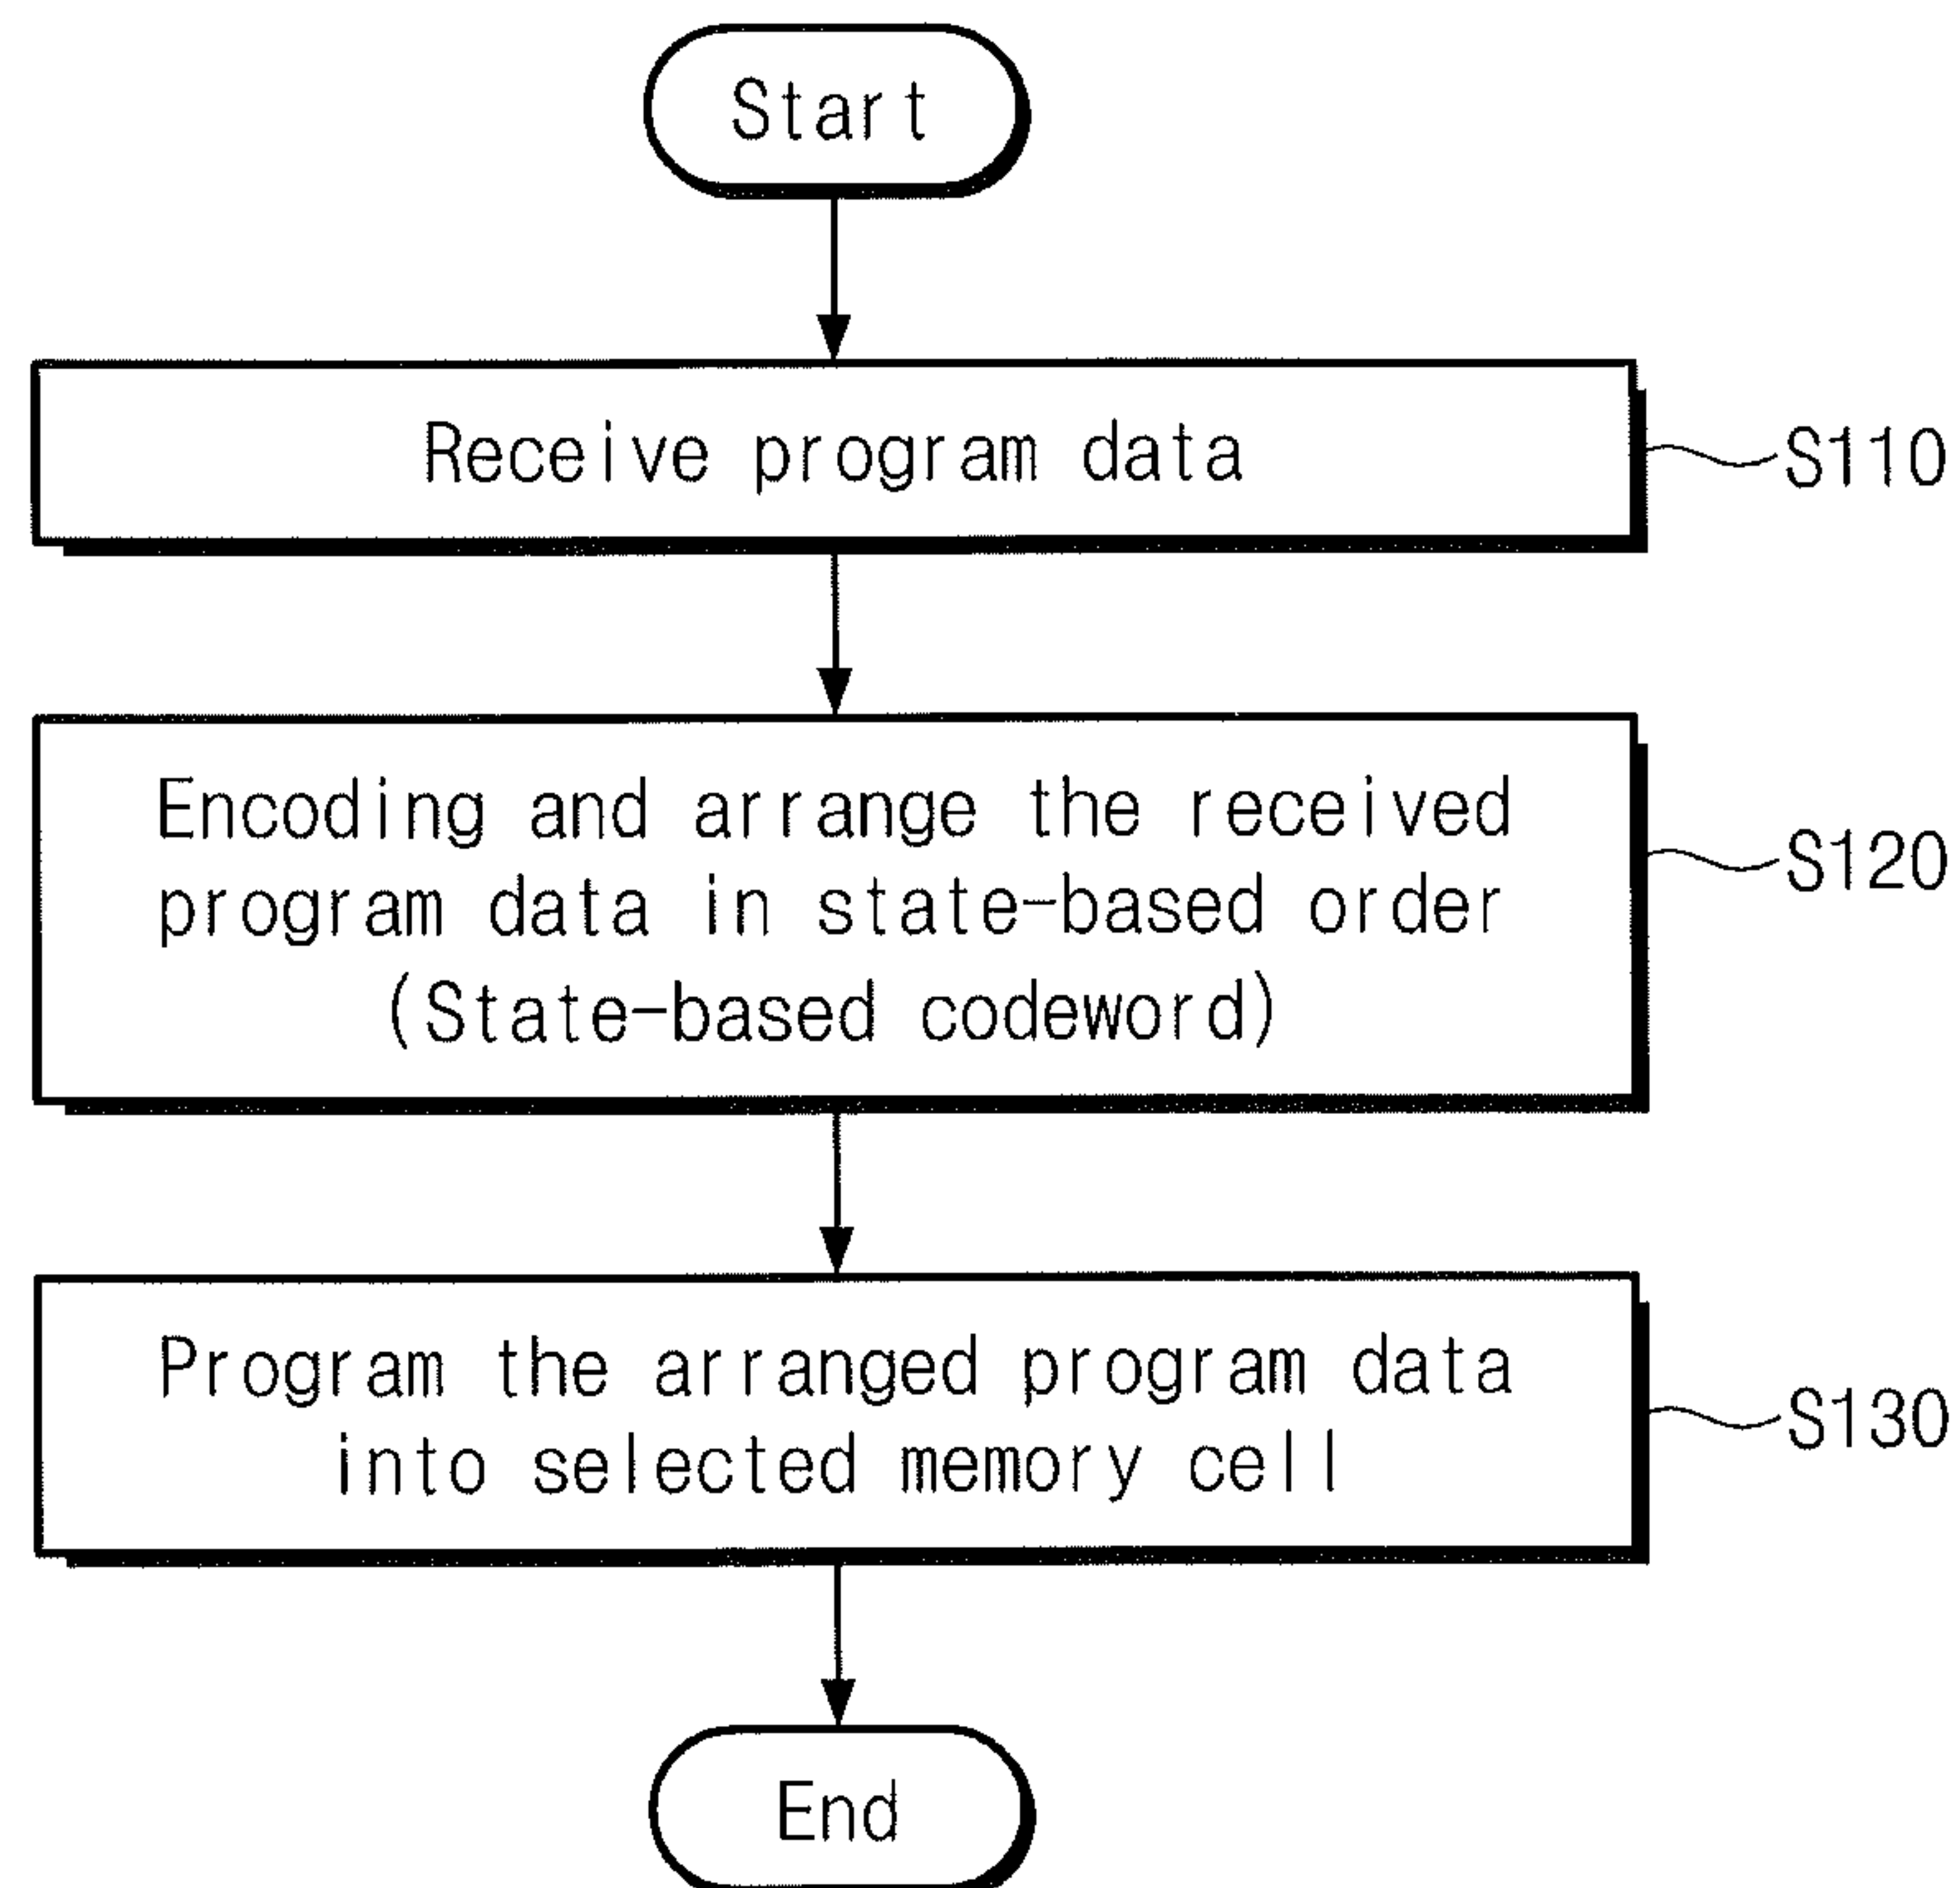 Start
Receive program data
S110
Encoding and arrange the received
program data in state-based order
(State-based codeword)
S120
Program the arranged program data
into selected memory cell
S130
End